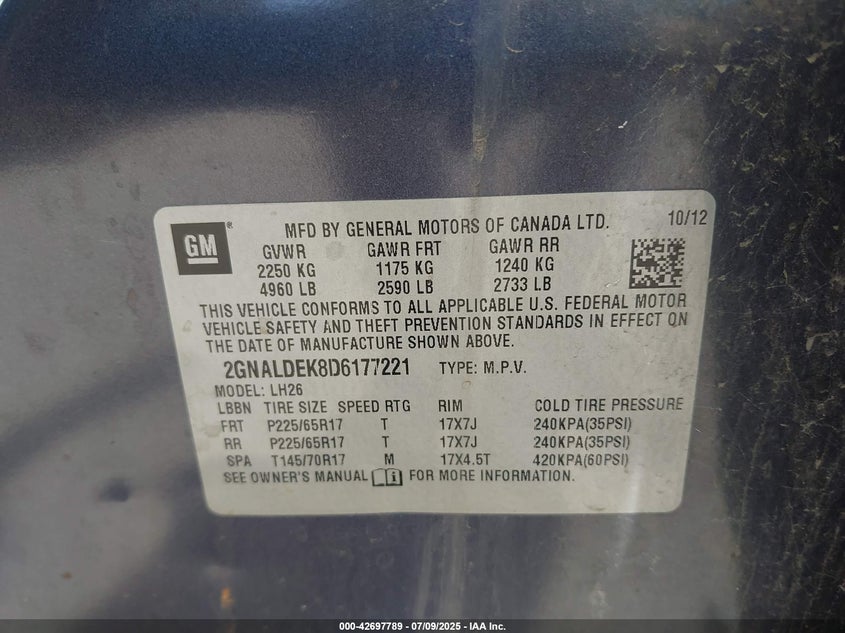 GM® MFD BY GENERAL MOTORS OF CANADA LTD. 10/12
GVWR GAWR FRT GAWR RR
2250 KG 1175 KG 1240 KG
4960 LB 2590 LB 2733 LB
THIS VEHICLE CONFORMS TO ALL APPLICABLE U.S. FEDERAL MOTOR
VEHICLE SAFETY AND THEFT PREVENTION STANDARDS IN EFFECT ON
THE DATE OF MANUFACTURE SHOWN ABOVE.
2GNALDEK8D6177221 TYPE: M.P.V.
MODEL: LH26
LBBN TIRE SIZE SPEED RTG RIM COLD TIRE PRESSURE
FRT P225/65R17 T 17X7J 240KPA(35PSI)
RR P225/65R17 T 17X7J 240KPA(35PSI)
SPA T145/70R17 M 17X4.5T 420KPA(60PSI)
SEE OWNER'S MANUAL i FOR MORE INFORMATION.
000-42697789 - 07/09/2025 - IAA Inc.